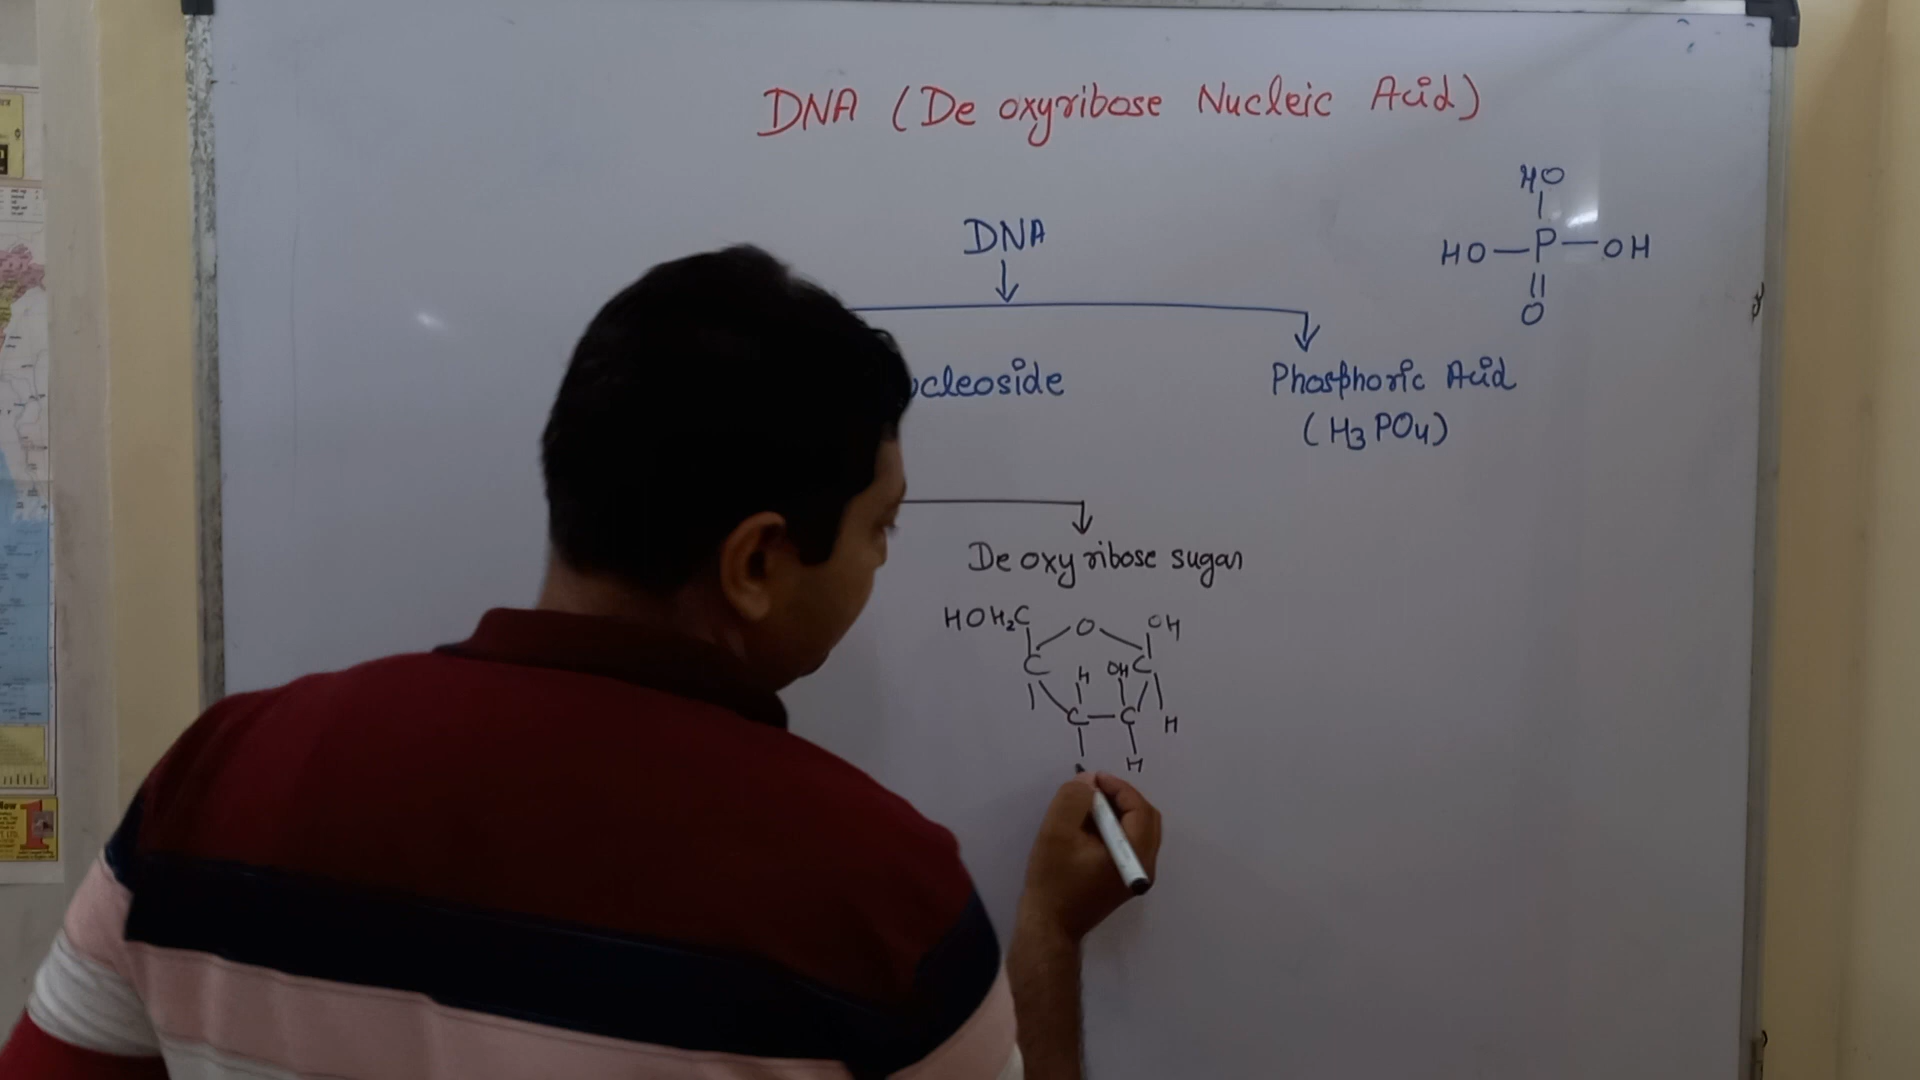 DNA (De oxyribose Nucleic Acid)
DNA
HO
HO—P—OH
O
cleoside
Phosphoric Acid
(H₃PO₄)
De oxy ribose sugar
HOH₂C O OH
C H OH C
C—C H
H